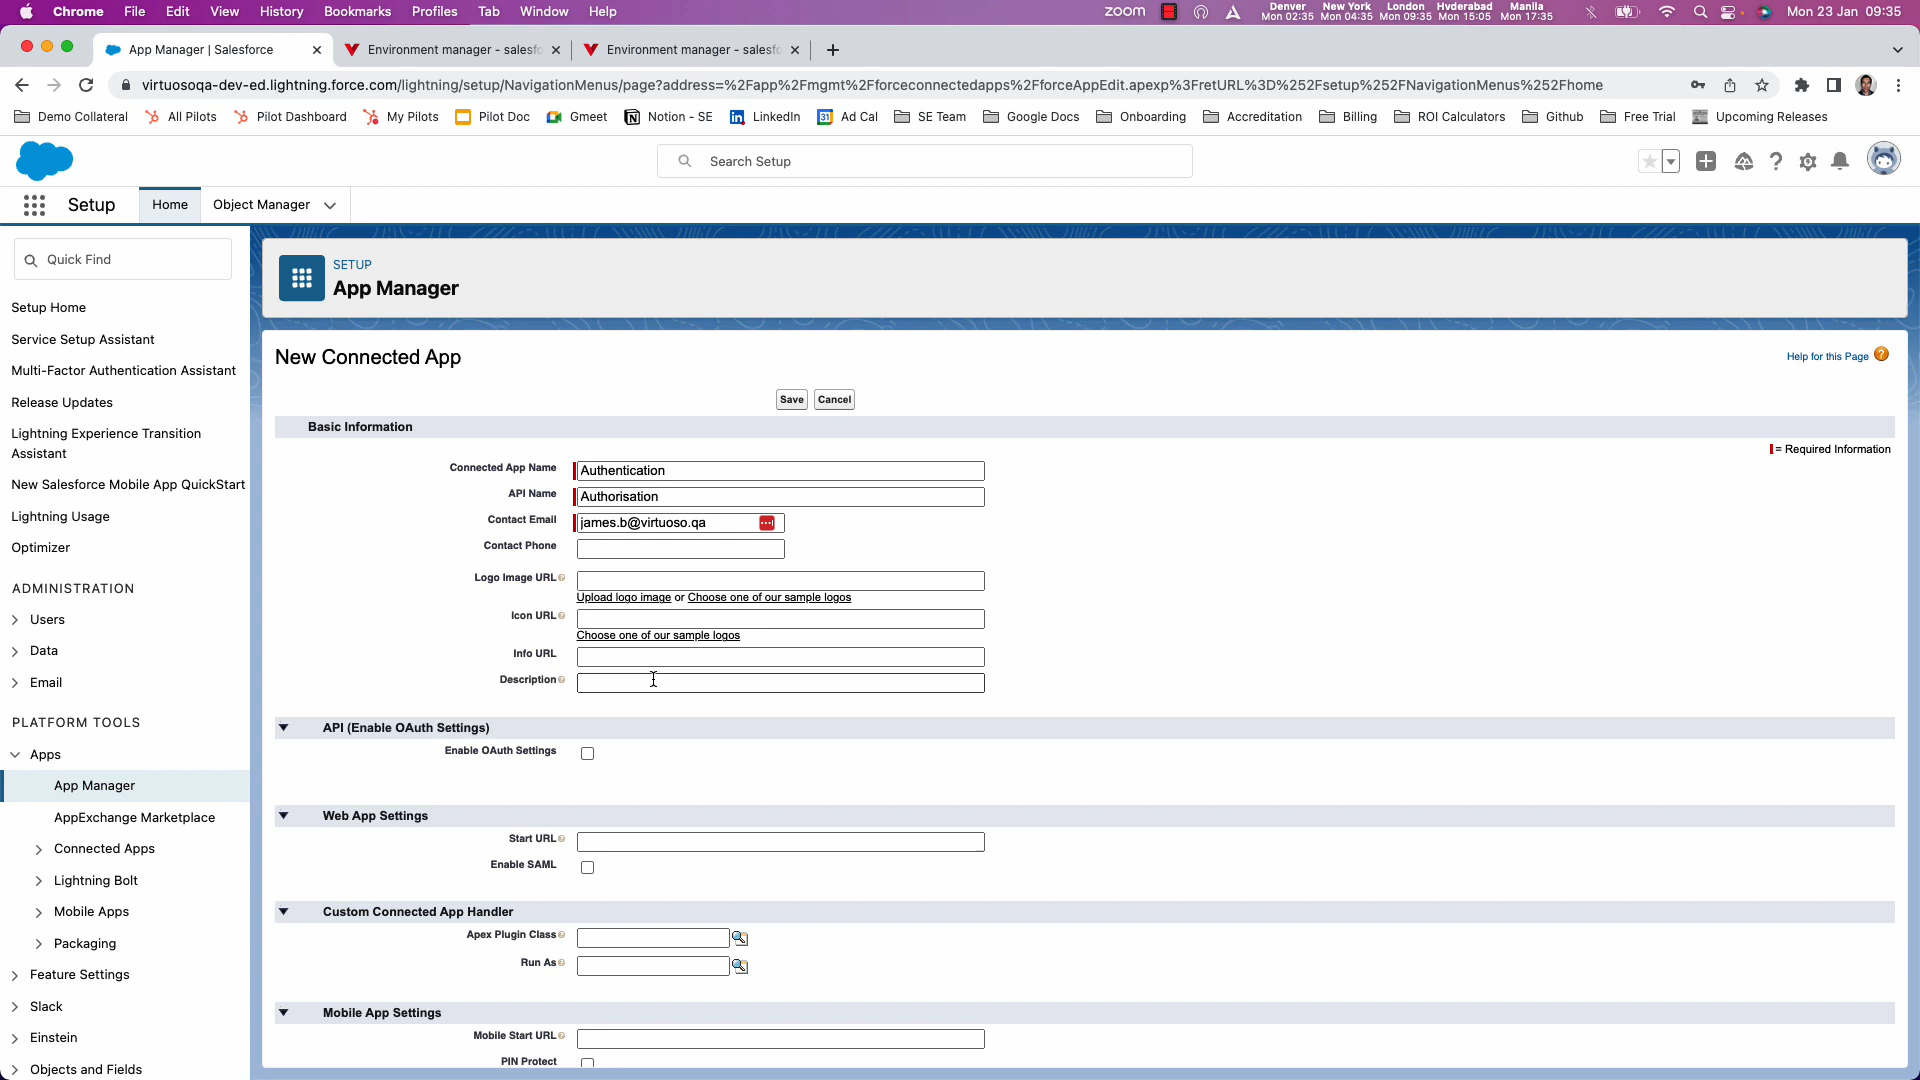 Chrome File Edit View History Bookmarks Profiles Tab Window Help
zoom
Denver New York London Hyderabad Manila
Mon 02:35 Mon 04:35 Mon 09:35 Mon 15:05 Mon 17:35
Mon 23 Jan 09:35
App Manager | Salesforce
Environment manager - salesfo
Environment manager - salesfo
virtuosoqa-dev-ed.lightning.force.com/lightning/setup/NavigationMenus/page?address=%2Fapp%2Fmgmt%2Fforceconnectedapps%2FforceAppEdit.apexp%3FretURL%3D%252Fsetup%252FNavigationMenus%252Fhome
Demo Collateral All Pilots Pilot Dashboard My Pilots Pilot Doc Gmeet Notion - SE LinkedIn 31 Ad Cal SE Team Google Docs Onboarding Accreditation Billing ROI Calculators Github Free Trial Upcoming Releases
Search Setup
Setup Home Object Manager
Quick Find
Setup Home
Service Setup Assistant
Multi-Factor Authentication Assistant
Release Updates
Lightning Experience Transition
Assistant
New Salesforce Mobile App QuickStart
Lightning Usage
Optimizer
ADMINISTRATION
Users
Data
Email
PLATFORM TOOLS
Apps
App Manager
AppExchange Marketplace
Connected Apps
Lightning Bolt
Mobile Apps
Packaging
Feature Settings
Slack
Einstein
Objects and Fields
SETUP
App Manager
New Connected App
Help for this Page ?
Save Cancel
Basic Information
= Required Information
Connected App Name Authentication
API Name Authorisation
Contact Email james.b@virtuoso.qa
Contact Phone
Logo Image URL
Upload logo image or Choose one of our sample logos
Icon URL
Choose one of our sample logos
Info URL
Description
API (Enable OAuth Settings)
Enable OAuth Settings
Web App Settings
Start URL
Enable SAML
Custom Connected App Handler
Apex Plugin Class
Run As
Mobile App Settings
Mobile Start URL
PIN Protect